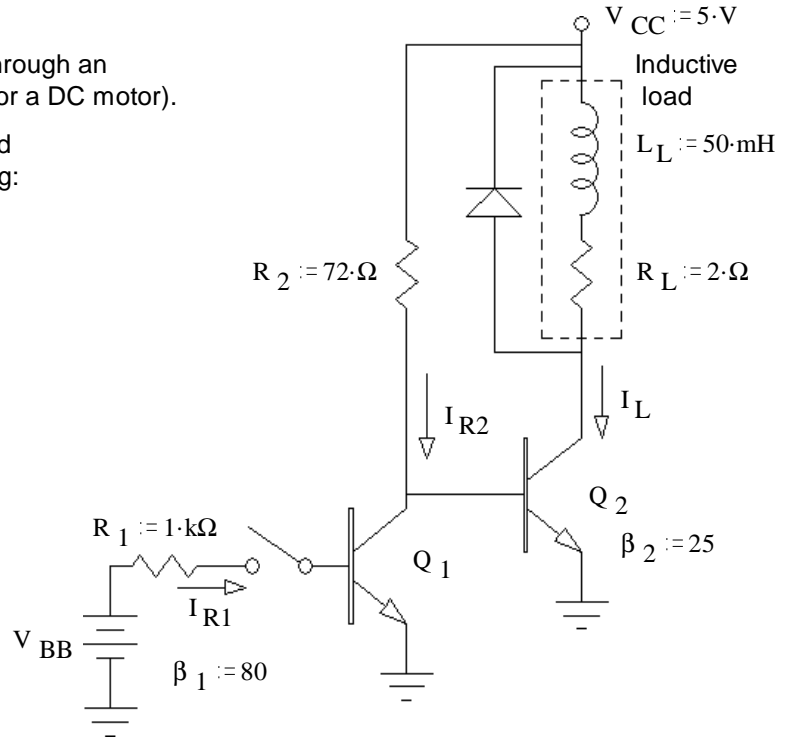 V CC := 5·V
hrough an
or a DC motor).
d
g:
Inductive
load
L L := 50·mH
R 2 := 72·Ω
R L := 2·Ω
I R2
I L
Q 2
β 2 := 25
R 1 := 1·kΩ
Q 1
I R1
V BB
β 1 := 80